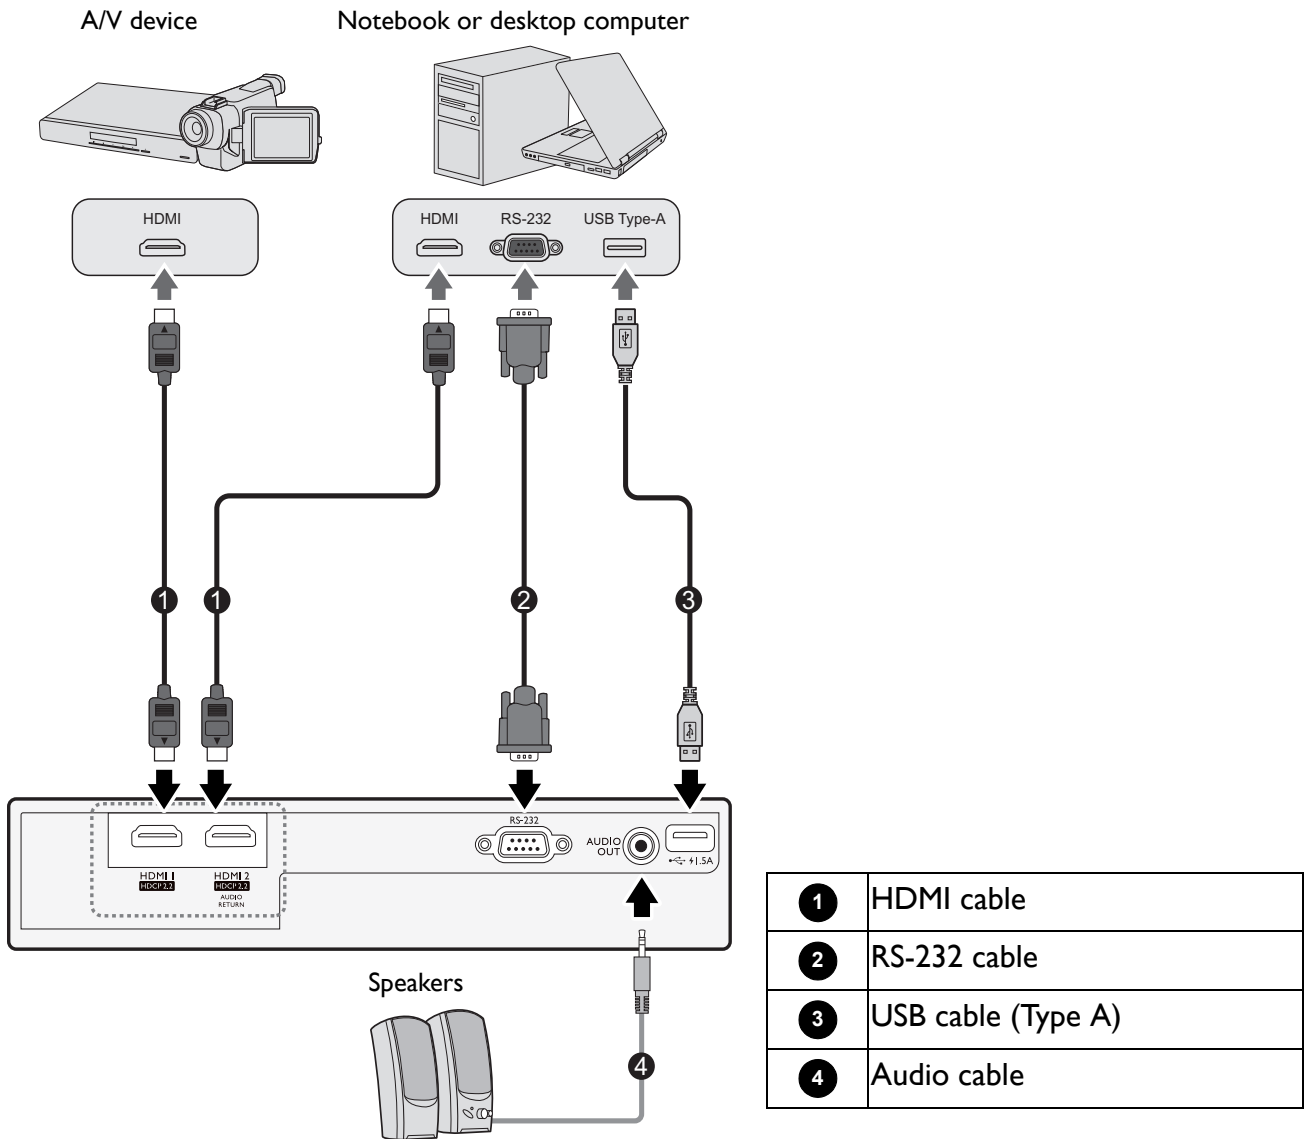 A/V device
Notebook or desktop computer
HDMI
HDMI RS-232 USB Type-A
1 1 2 3
RS-232
AUDIO
OUT
1.5A
HDMI 1
HDCP 2.2
HDMI 2
HDCP 2.2
AUDIO
RETURN
Speakers
4
1 HDMI cable
2 RS-232 cable
3 USB cable (Type A)
4 Audio cable